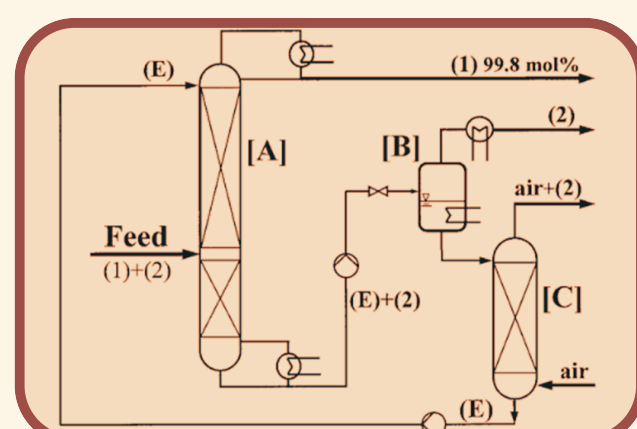 (E)
(1) 99.8 mol%
(2)
[A]
[B]
air+(2)
Feed
(1)+(2)
(E)+(2)
[C]
air
(E)